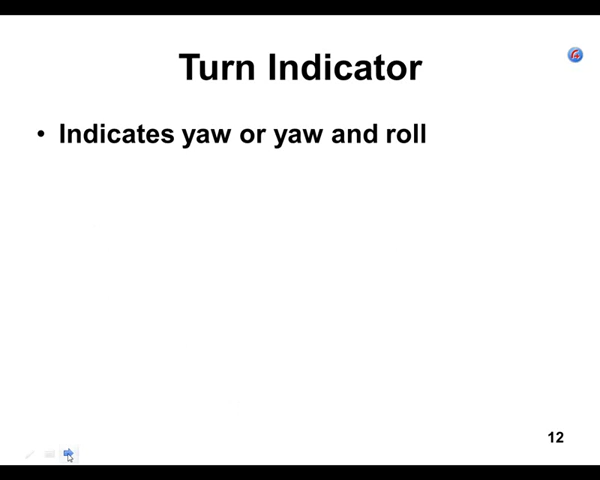 Turn Indicator
• Indicates yaw or yaw and roll
12